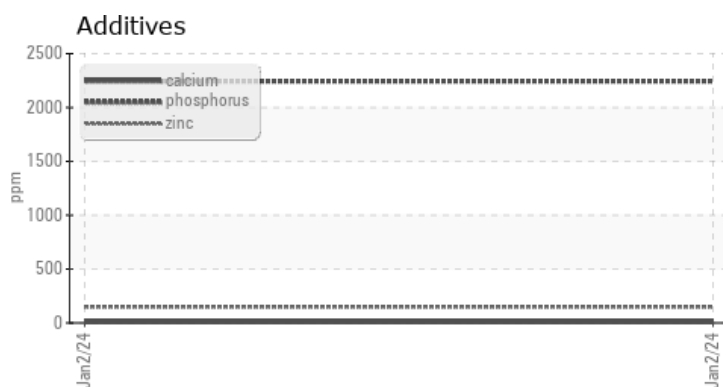 Additives
2500
2000
1500
1000
500
0
ppm
calcium
phosphorus
zinc
Jan2/24
Jan2/24